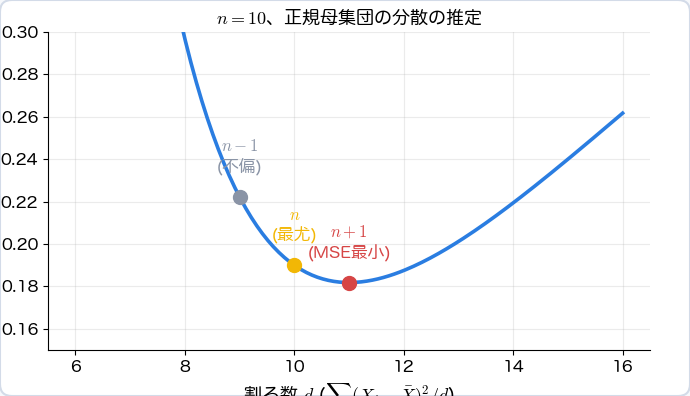 n = 10、正規母集団の分散の推定
0.30
0.28
0.26
0.24
0.22
0.20
0.18
0.16
n − 1
(不偏)
n
(最尤)
n + 1
(MSE最小)
6 8 10 12 14 16
割る数 d (∑(X_i − X̄)²/d)